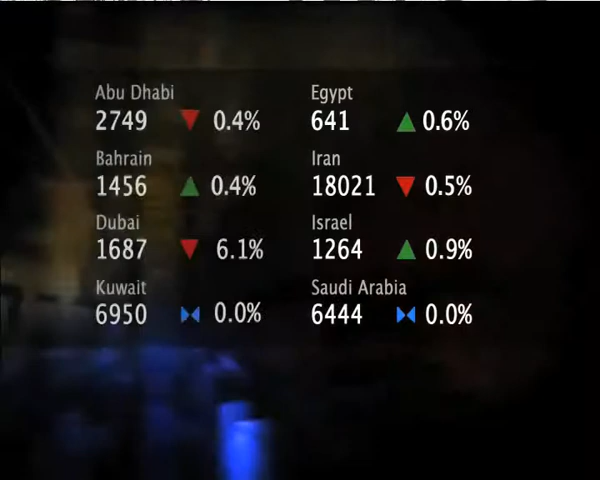 Abu Dhabi
2749 0.4%
Bahrain
1456 0.4%
Dubai
1687 6.1%
Kuwait
6950 0.0%
Egypt
641 0.6%
Iran
18021 0.5%
Israel
1264 0.9%
Saudi Arabia
6444 0.0%